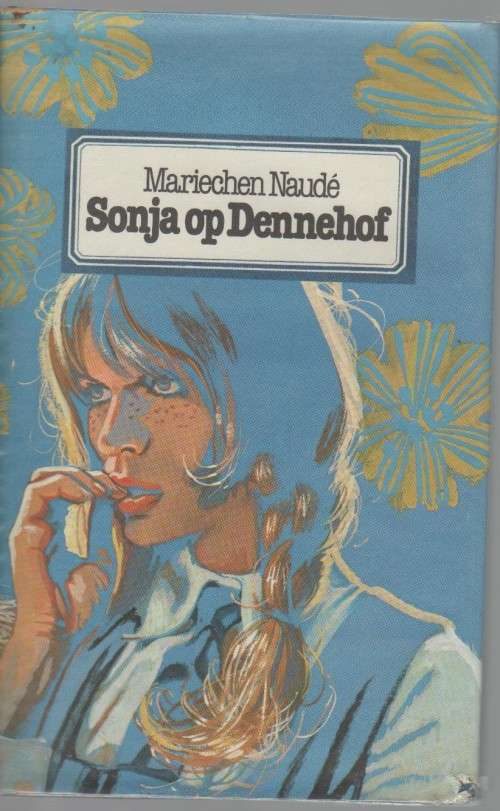 Mariechen Naudé
Sonja op Dennehof